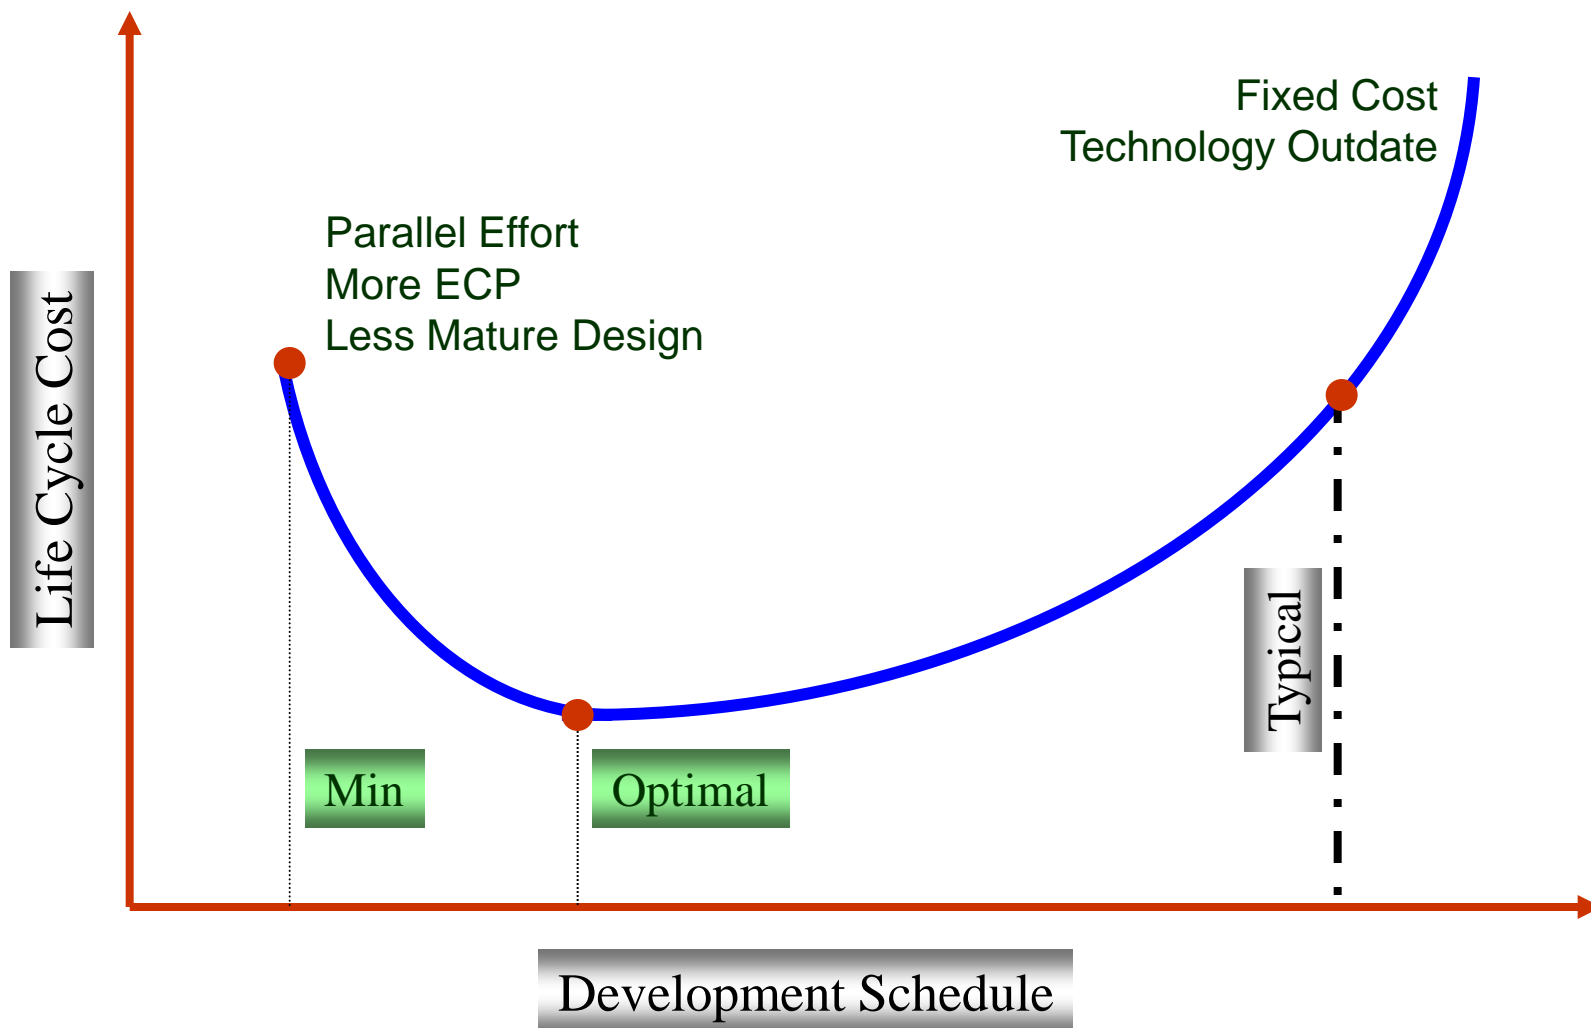 Fixed Cost
Technology Outdate
Parallel Effort
More ECP
Less Mature Design
Life Cycle Cost
Typical
Min
Optimal
Development Schedule